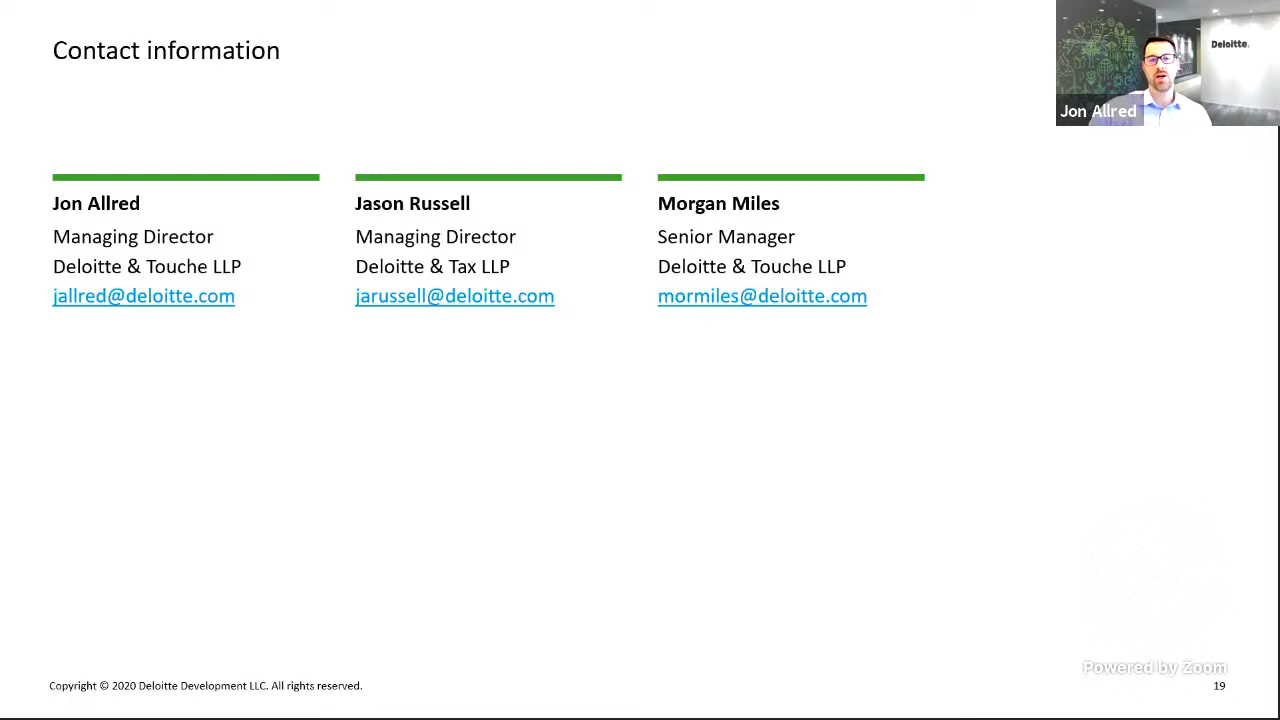 Contact information
Deloitte.
Jon Allred
Jon Allred
Managing Director
Deloitte & Touche LLP
jallred@deloitte.com
Jason Russell
Managing Director
Deloitte & Tax LLP
jarussell@deloitte.com
Morgan Miles
Senior Manager
Deloitte & Touche LLP
mormiles@deloitte.com
Powered by Zoom
Copyright © 2020 Deloitte Development LLC. All rights reserved.
19